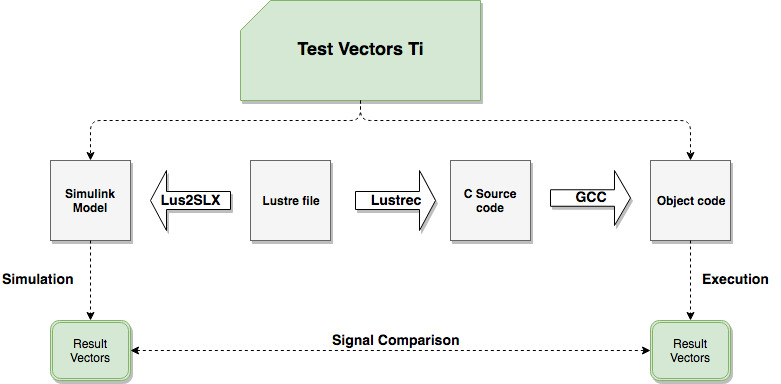 Test Vectors Ti
Simulink
Model
Lus2SLX
Lustre file
Lustrec
C Source
code
GCC
Object code
Simulation
Execution
Result
Vectors
Signal Comparison
Result
Vectors